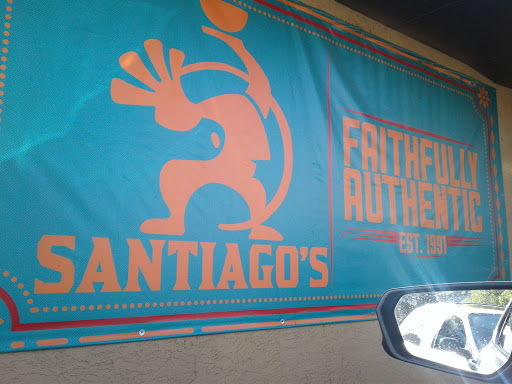 SANTIAGO'S
FAITHFULLY
AUTHENTIC
EST. 1991